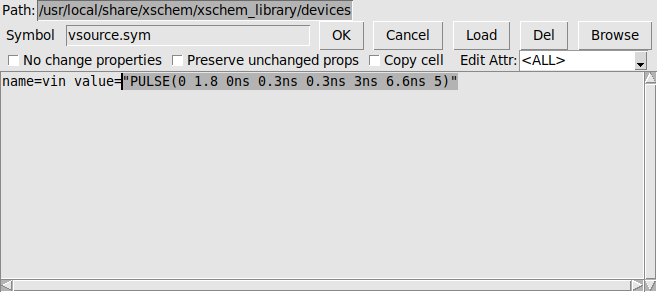 Path: /usr/local/share/xschem/xschem_library/devices
Symbol vsource.sym OK Cancel Load Del Browse
No change properties Preserve unchanged props Copy cell Edit Attr: <ALL>
name=vin value="PULSE(0 1.8 0ns 0.3ns 0.3ns 3ns 6.6ns 5)"